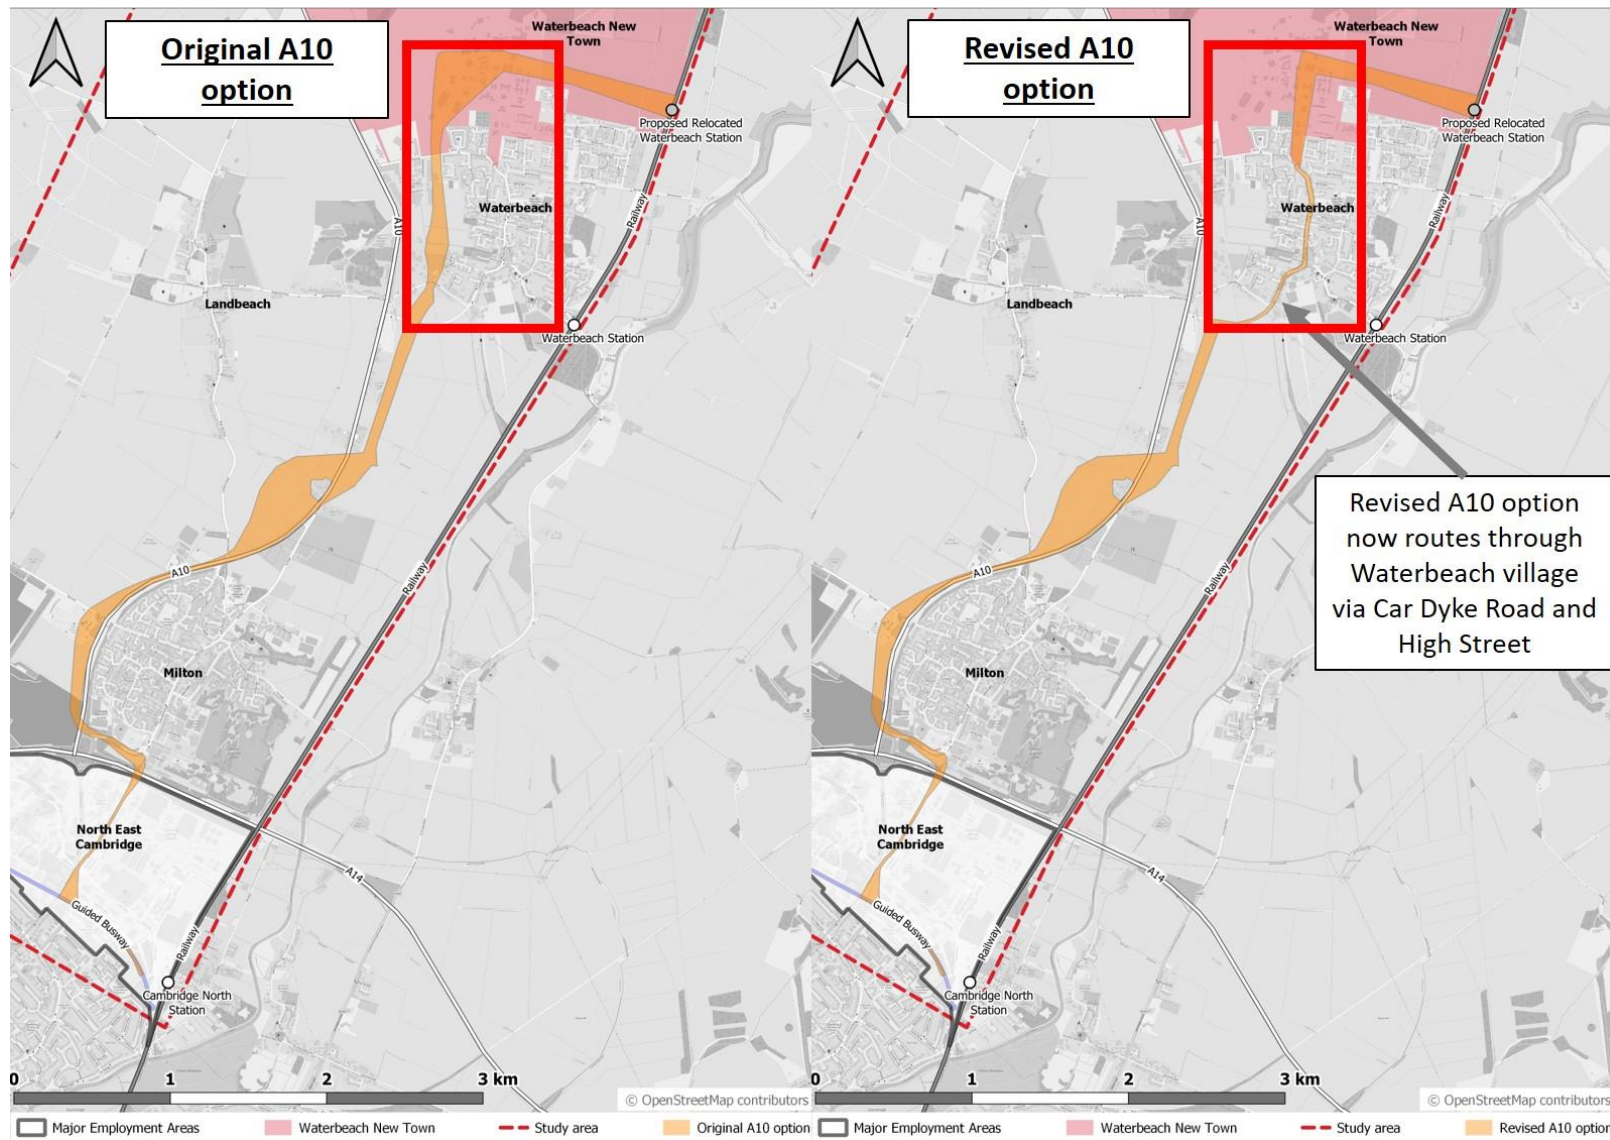 Original A10
option
Waterbeach New
Town
Proposed Relocated
Waterbeach Station
Waterbeach
A10
Railway
Landbeach
Waterbeach Station
A10
Railway
Milton
North East
Cambridge
A14
Guided Busway
Railway
Cambridge North
Station
0 1 2 3 km
© OpenStreetMap contributors
Major Employment Areas Waterbeach New Town Study area Original A10 option
Revised A10
option
Waterbeach New
Town
Proposed Relocated
Waterbeach Station
Waterbeach
A10
Railway
Landbeach
Waterbeach Station
Revised A10 option
now routes through
Waterbeach village
via Car Dyke Road and
High Street
A10
Railway
Milton
North East
Cambridge
A14
Guided Busway
Railway
Cambridge North
Station
0 1 2 3 km
© OpenStreetMap contributors
Major Employment Areas Waterbeach New Town Study area Revised A10 option